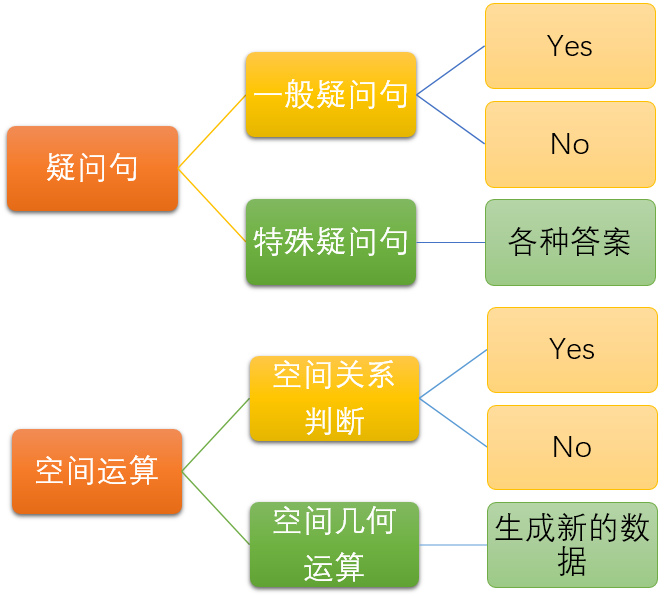 疑问句
一般疑问句
Yes
No
特殊疑问句
各种答案
空间运算
空间关系
判断
Yes
No
空间几何
运算
生成新的数
据